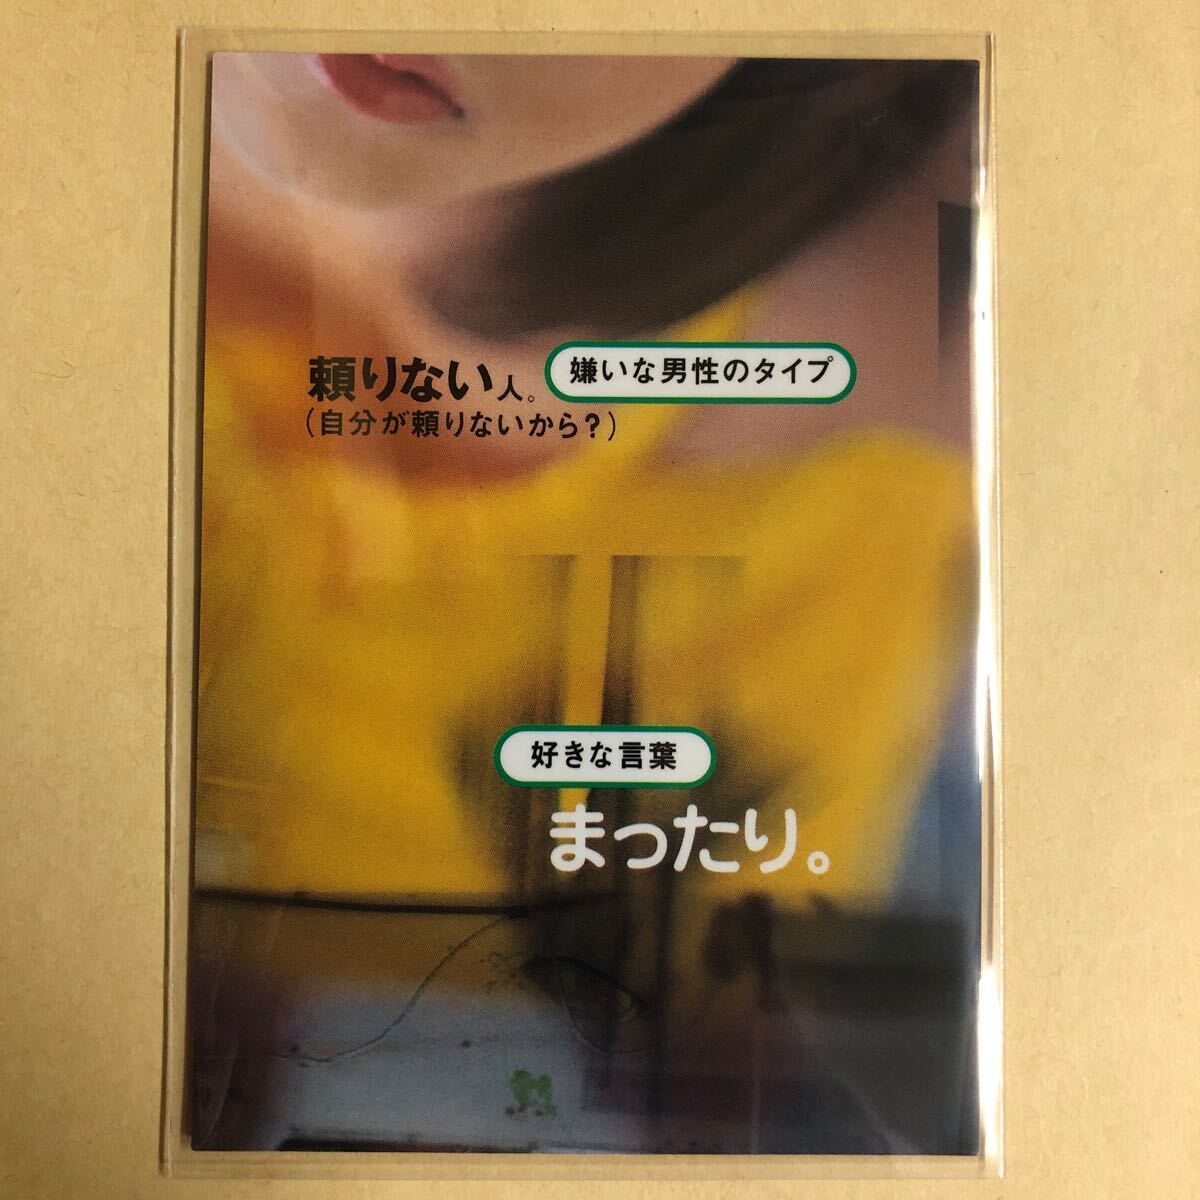 嫌いな男性のタイプ
頼りない人。
（自分が頼りないから？）
好きな言葉
まったり。